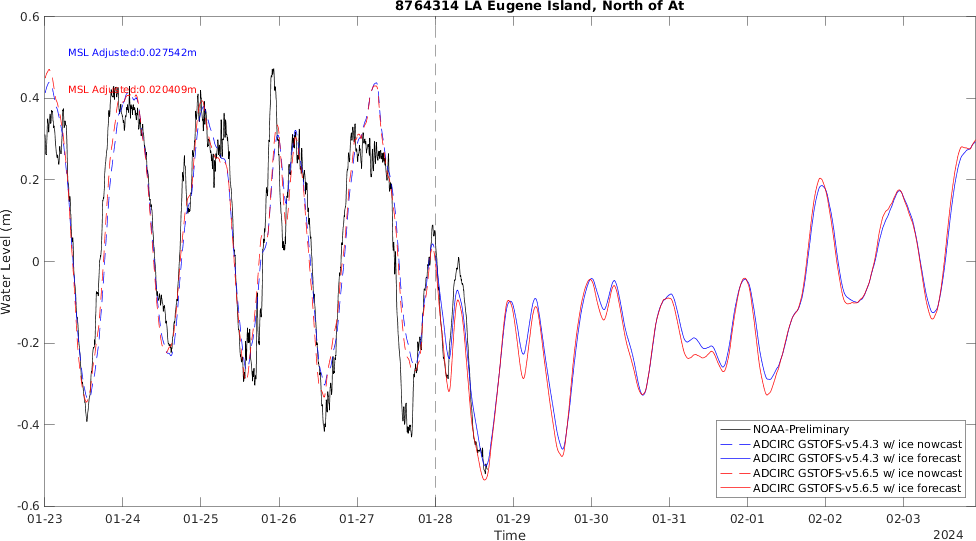 8764314 LA Eugene Island, North of At
MSL Adjusted:0.027542m
MSL Adjusted:0.020409m
Water Level (m)
0.6
0.4
0.2
0
-0.2
-0.4
-0.6
NOAA-Preliminary
ADCIRC GSTOFS-v5.4.3 w/ ice nowcast
ADCIRC GSTOFS-v5.4.3 w/ ice forecast
ADCIRC GSTOFS-v5.6.5 w/ ice nowcast
ADCIRC GSTOFS-v5.6.5 w/ ice forecast
01-23 01-24 01-25 01-26 01-27 01-28 01-29 01-30 01-31 02-01 02-02 02-03
Time
2024